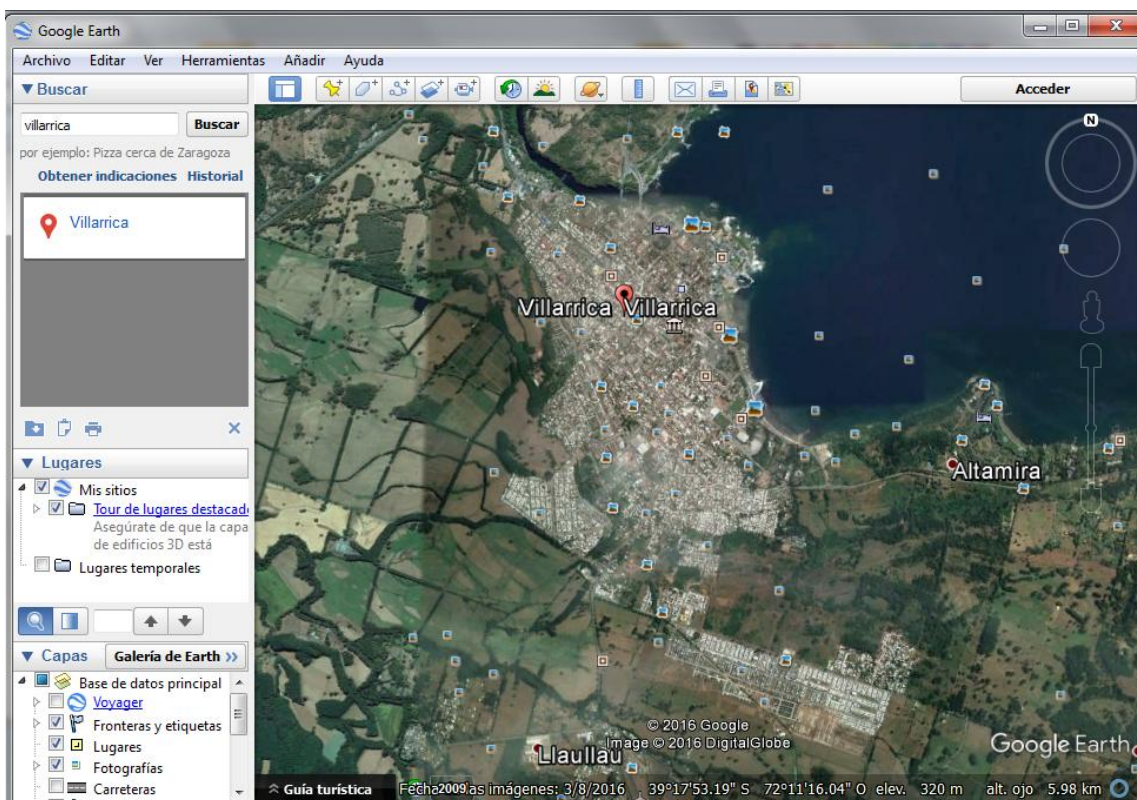 Google Earth
Archivo Editar Ver Herramientas Añadir Ayuda
Buscar
villarrica Buscar
por ejemplo: Pizza cerca de Zaragoza
Obtener indicaciones Historial
Villarrica
Lugares
Mis sitios
Tour de lugares destacad
Asegúrate de que la capa
de edificios 3D está
Lugares temporales
Capas Galería de Earth »
Base de datos principal
Voyager
Fronteras y etiquetas
Lugares
Fotografías
Carreteras
Acceder
N
Villarrica Villarrica
Altamira
© 2016 Google
Image © 2016 DigitalGlobe
Llaullau
Google Earth
Guía turística Fecha 2009 as imágenes: 3/8/2016 39°17'53.19" S 72°11'16.04" O elev. 320 m alt. ojo 5.98 km